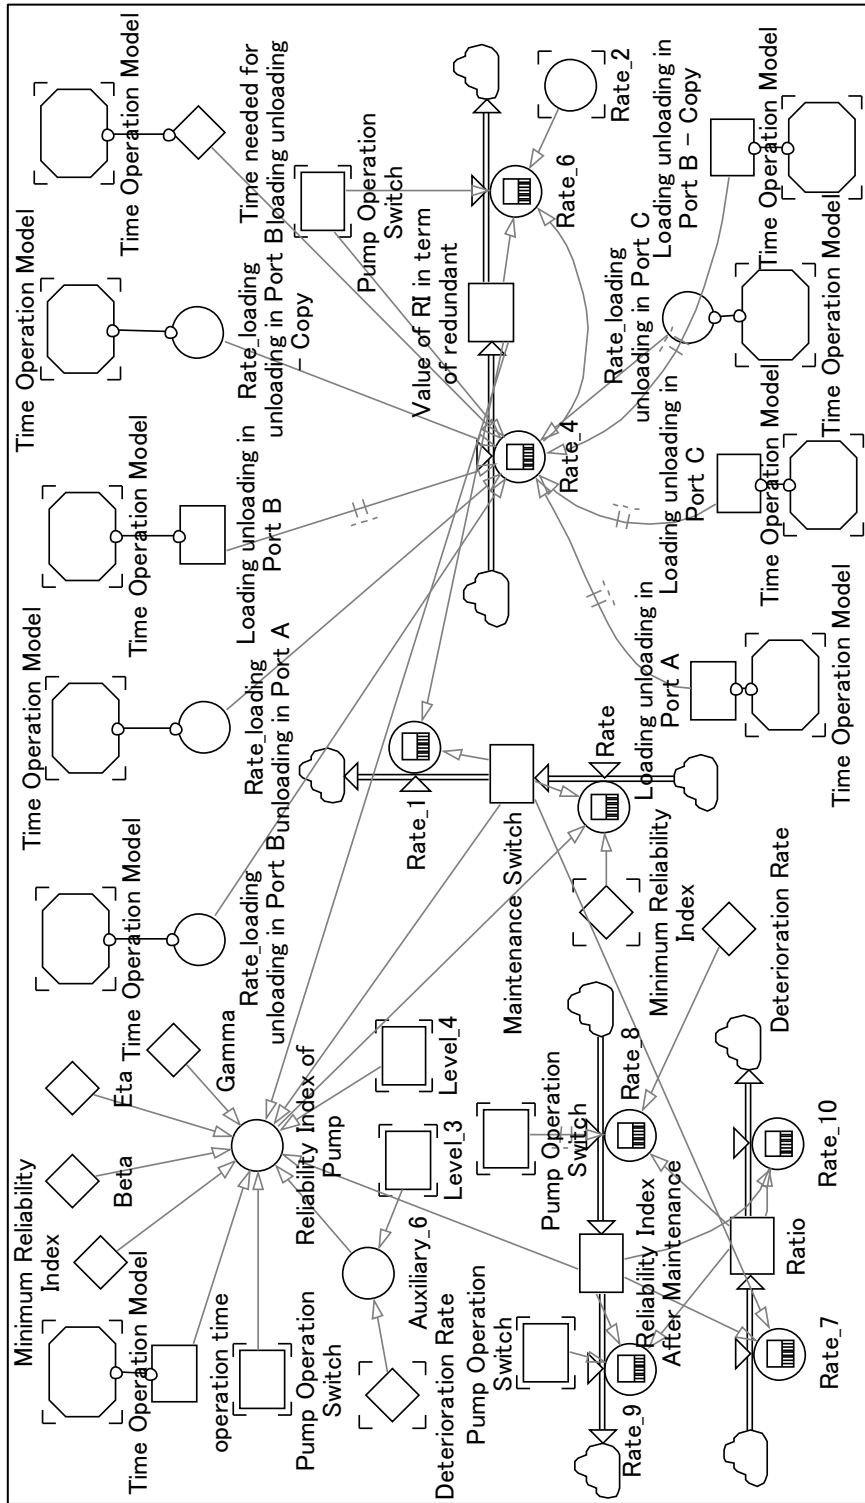 Minimum Reliability
Index
Beta
Eta
Gamma
Time Operation Model
operation time
Pump Operation
Switch
Reliability Index of
Pump
Auxiliary_6
Level_3
Level_4
Deterioration Rate
Time Operation Model
Rate_loading
unloading in Port B
Time Operation Model
Rate_loading
unloading in Port A
Time Operation Model
Loading unloading in
Port B
Time Operation Model
Rate_loading
unloading in Port B
- Copy
Time Operation Model
Time needed for
loading unloading
Pump Operation
Switch
Value of RI in term
of redundant
Rate_6
Rate_2
Rate_4
Rate_1
Maintenance Switch
Rate
Minimum Reliability
Index
Pump Operation
Switch
Rate_9
Reliability Index
After Maintenance
Pump Operation
Switch
Rate_8
Deterioration Rate
Rate_7
Ratio
Rate_10
Loading unloading in
Port A
Time Operation Model
Loading unloading in
Port C
Time Operation Model
Rate_loading
unloading in Port C
Time Operation Model
Loading unloading in
Port B - Copy
Time Operation Model